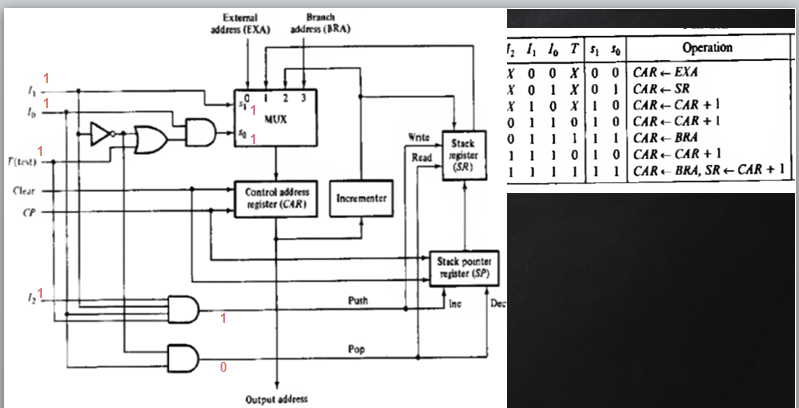 External
address (EXA)
Branch
address (BRA)
1
I1
1
I0
1
T(test)
Clear
CP
0 1 2 3
s1 1
MUX
s0 1
Write
Read
Stack
register
(SR)
Control address
register (CAR)
Incrementer
Stack pointer
register (SP)
I2 1
Push
Inc
Dec
1
Pop
0
Output address
I2 I1 I0 T s1 s0 Operation
X 0 0 X 0 0 CAR ← EXA
X 0 1 X 0 1 CAR ← SR
X 1 0 X 1 0 CAR ← CAR + 1
0 1 1 0 1 0 CAR ← CAR + 1
0 1 1 1 1 1 CAR ← BRA
1 1 1 0 1 0 CAR ← CAR + 1
1 1 1 1 1 1 CAR ← BRA, SR ← CAR + 1